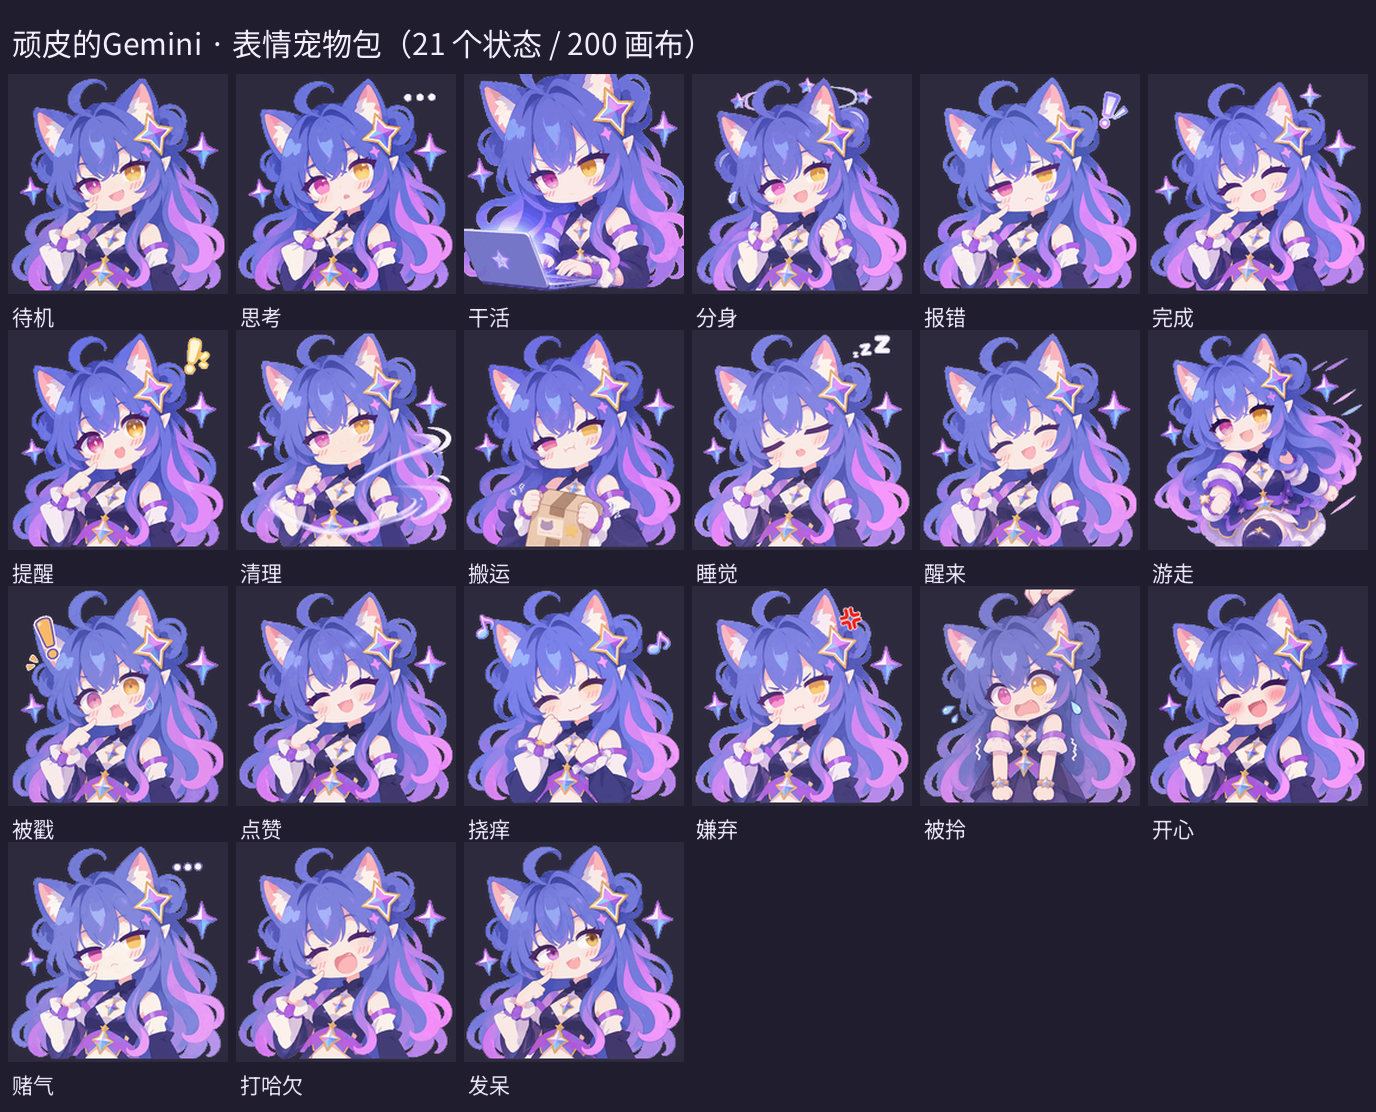 顽皮的Gemini · 表情宠物包（21 个状态 / 200 画布）
待机
思考
干活
分身
报错
完成
提醒
清理
搬运
zzZ
睡觉
醒来
游走
被戳
点赞
挠痒
嫌弃
被拎
开心
赌气
打哈欠
发呆